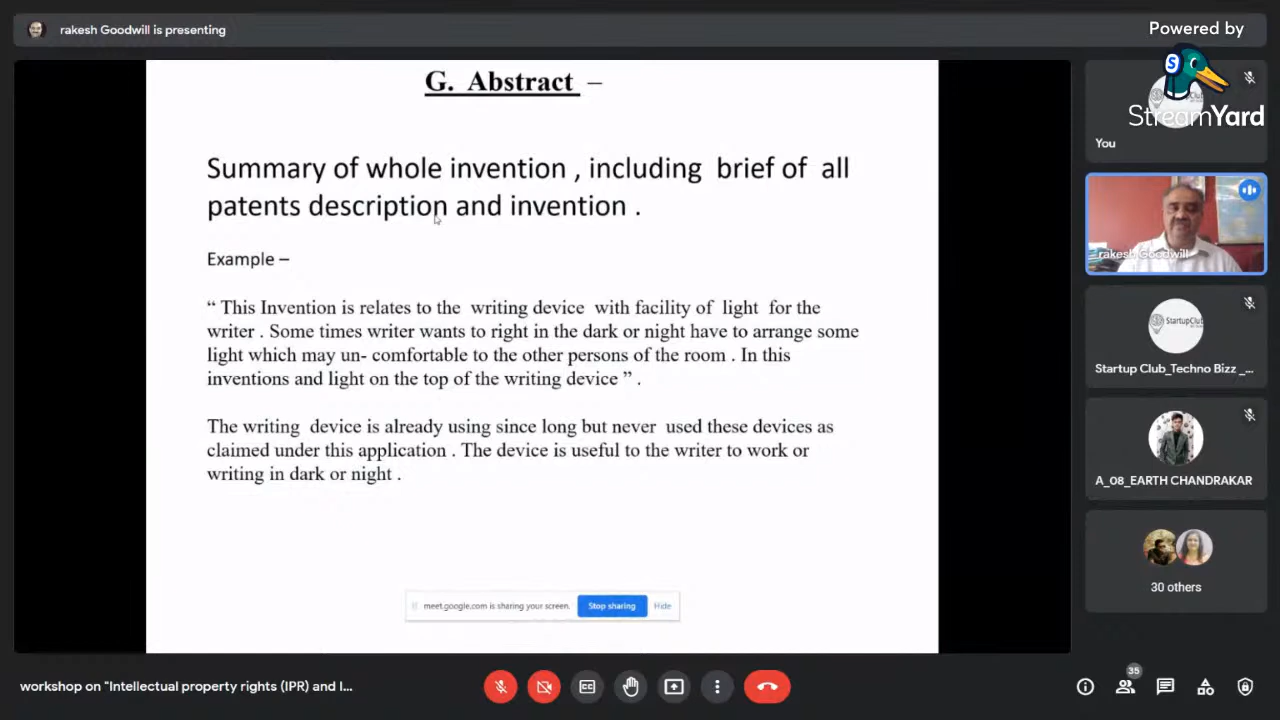 rakesh Goodwill is presenting
Powered by
StreamYard
G. Abstract –
Summary of whole invention , including brief of all
patents description and invention .
Example –
“ This Invention is relates to the writing device with facility of light for the
writer . Some times writer wants to right in the dark or night have to arrange some
light which may un- comfortable to the other persons of the room . In this
inventions and light on the top of the writing device ” .
The writing device is already using since long but never used these devices as
claimed under this application . The device is useful to the writer to work or
writing in dark or night .
meet.google.com is sharing your screen.
Stop sharing
Hide
You
rakesh Goodwill
StartupClub
Startup Club_Techno Bizz _...
A_08_EARTH CHANDRAKAR
30 others
workshop on "Intellectual property rights (IPR) and I...
35